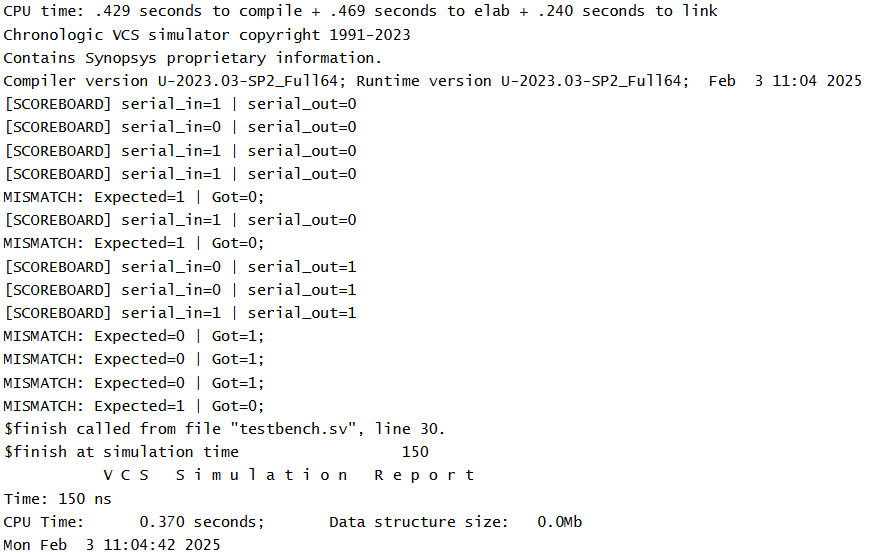 CPU time: .429 seconds to compile + .469 seconds to elab + .240 seconds to link
Chronologic VCS simulator copyright 1991-2023
Contains Synopsys proprietary information.
Compiler version U-2023.03-SP2_Full64; Runtime version U-2023.03-SP2_Full64;  Feb  3 11:04 2025
[SCOREBOARD] serial_in=1 | serial_out=0
[SCOREBOARD] serial_in=0 | serial_out=0
[SCOREBOARD] serial_in=1 | serial_out=0
[SCOREBOARD] serial_in=1 | serial_out=0
MISMATCH: Expected=1 | Got=0;
[SCOREBOARD] serial_in=1 | serial_out=0
MISMATCH: Expected=1 | Got=0;
[SCOREBOARD] serial_in=0 | serial_out=1
[SCOREBOARD] serial_in=0 | serial_out=1
[SCOREBOARD] serial_in=1 | serial_out=1
MISMATCH: Expected=0 | Got=1;
MISMATCH: Expected=0 | Got=1;
MISMATCH: Expected=0 | Got=1;
MISMATCH: Expected=1 | Got=0;
$finish called from file "testbench.sv", line 30.
$finish at simulation time                  150
           V C S   S i m u l a t i o n   R e p o r t
Time: 150 ns
CPU Time:      0.370 seconds;       Data structure size:   0.0Mb
Mon Feb  3 11:04:42 2025